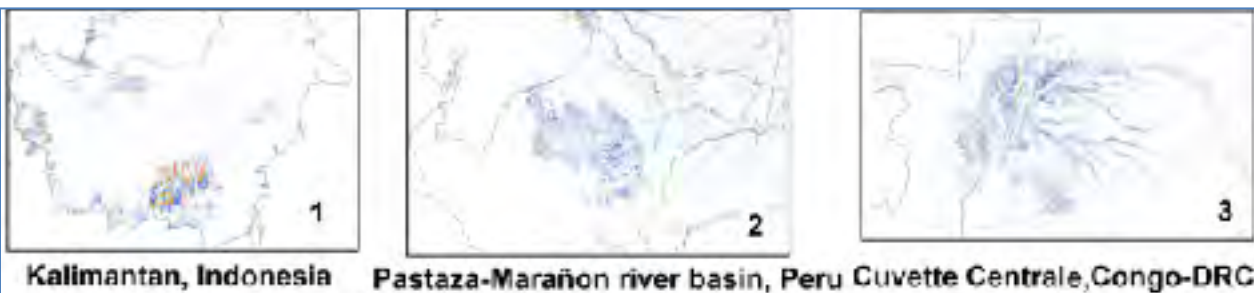 1
2
3
Kalimantan, Indonesia
Pastaza-Marañon river basin, Peru
Cuvette Centrale,Congo-DRC